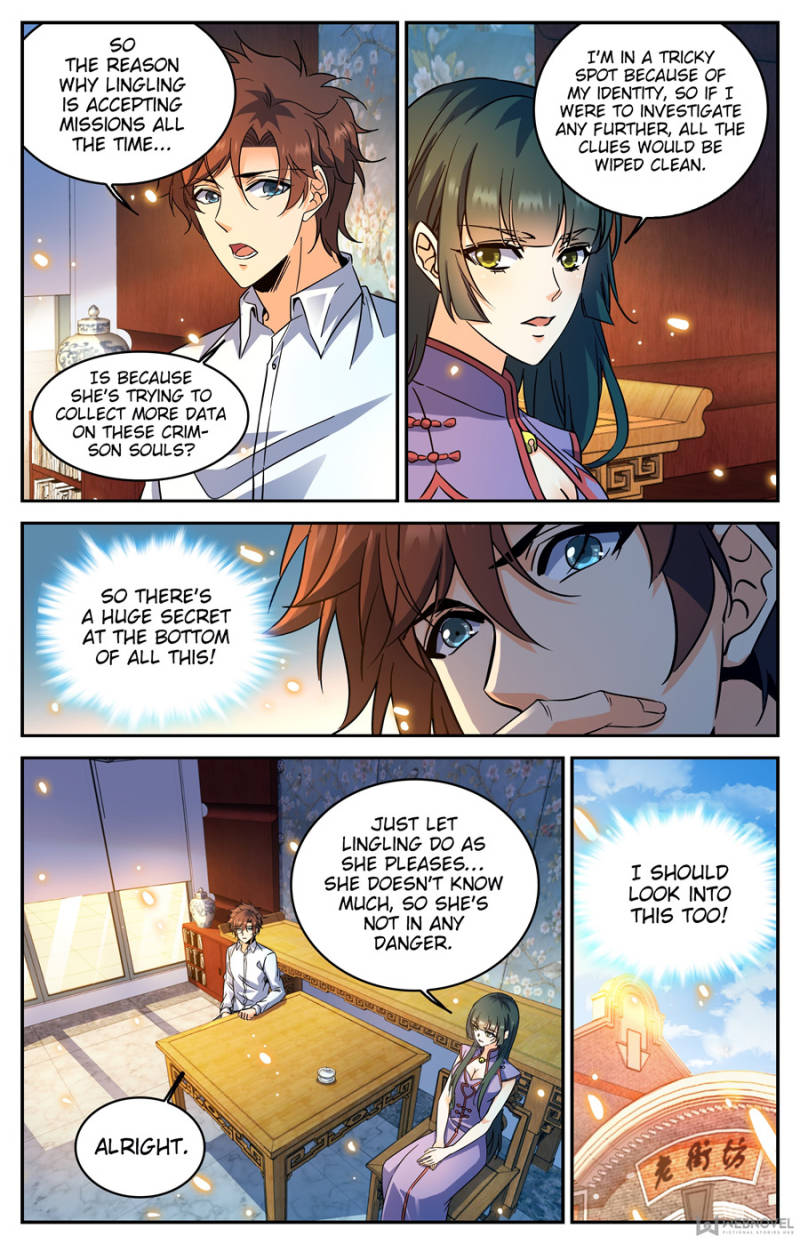 SO
THE REASON
WHY LINGLING
IS ACCEPTING
MISSIONS ALL
THE TIME...
IS BECAUSE
SHE'S TRYING TO
COLLECT MORE DATA
ON THESE CRIM-
SON SOULS?
I'M IN A TRICKY
SPOT BECAUSE OF
MY IDENTITY, SO IF I
WERE TO INVESTIGATE
ANY FURTHER, ALL THE
CLUES WOULD BE
WIPED CLEAN.
SO THERE'S
A HUGE SECRET
AT THE BOTTOM
OF ALL THIS!
JUST LET
LINGLING DO AS
SHE PLEASES...
SHE DOESN'T KNOW
MUCH, SO SHE'S
NOT IN ANY
DANGER.
ALRIGHT.
I SHOULD
LOOK INTO
THIS TOO!
老街坊
WEBNOVEL
FICTIONAL STORIES HUB